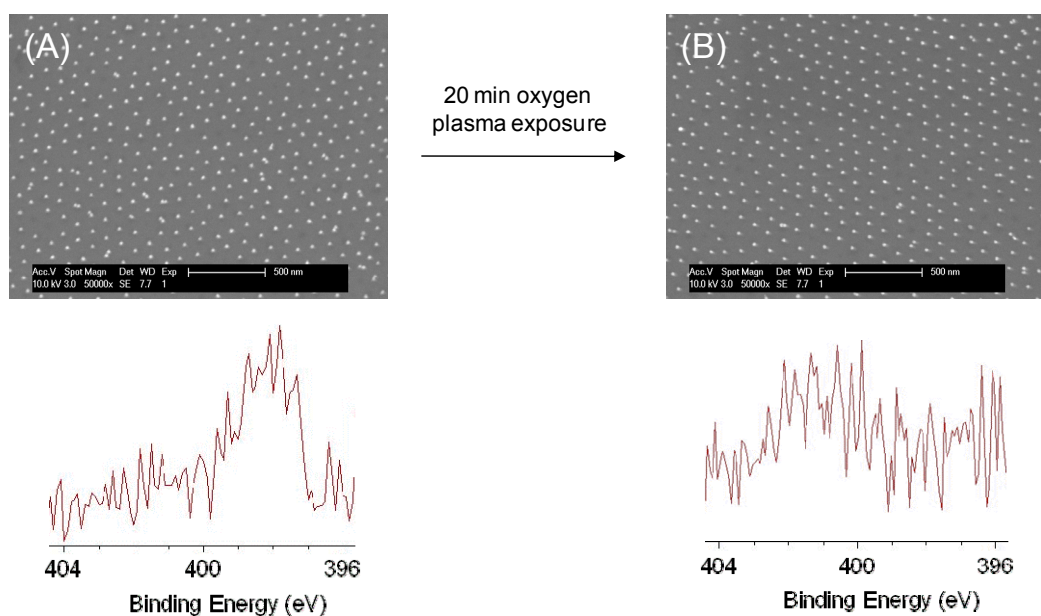 (A)
(B)
20 min oxygen
plasma exposure
Acc.V Spot Magn Det WD Exp 500 nm
10.0 kV 3.0 50000x SE 7.7 1
Acc.V Spot Magn Det WD Exp 500 nm
10.0 kV 3.0 50000x SE 7.7 1
404 400 396
Binding Energy (eV)
404 400 396
Binding Energy (eV)